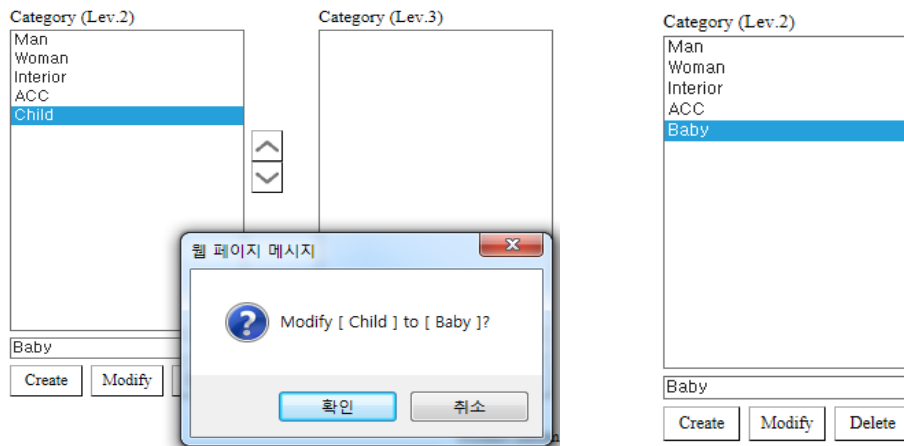 Category (Lev.2)
Man
Woman
Interior
ACC
Child
Baby
Create
Modify
Category (Lev.3)
웹 페이지 메시지
Modify [ Child ] to [ Baby ]?
확인
취소
Category (Lev.2)
Man
Woman
Interior
ACC
Baby
Baby
Create
Modify
Delete